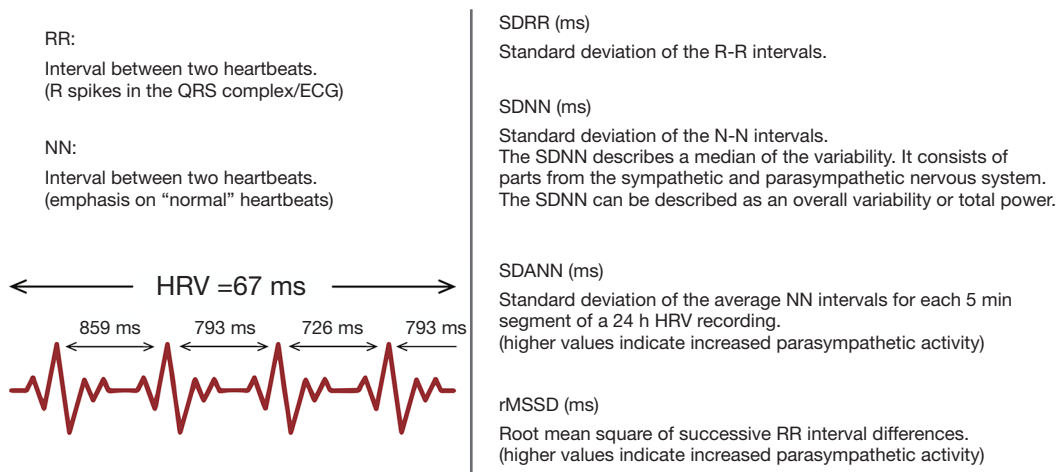 RR:
Interval between two heartbeats.
(R spikes in the QRS complex/ECG)
NN:
Interval between two heartbeats.
(emphasis on “normal” heartbeats)
HRV =67 ms
859 ms
793 ms
726 ms
793 ms
SDRR (ms)
Standard deviation of the R-R intervals.
SDNN (ms)
Standard deviation of the N-N intervals.
The SDNN describes a median of the variability. It consists of
parts from the sympathetic and parasympathetic nervous system.
The SDNN can be described as an overall variability or total power.
SDANN (ms)
Standard deviation of the average NN intervals for each 5 min
segment of a 24 h HRV recording.
(higher values indicate increased parasympathetic activity)
rMSSD (ms)
Root mean square of successive RR interval differences.
(higher values indicate increased parasympathetic activity)